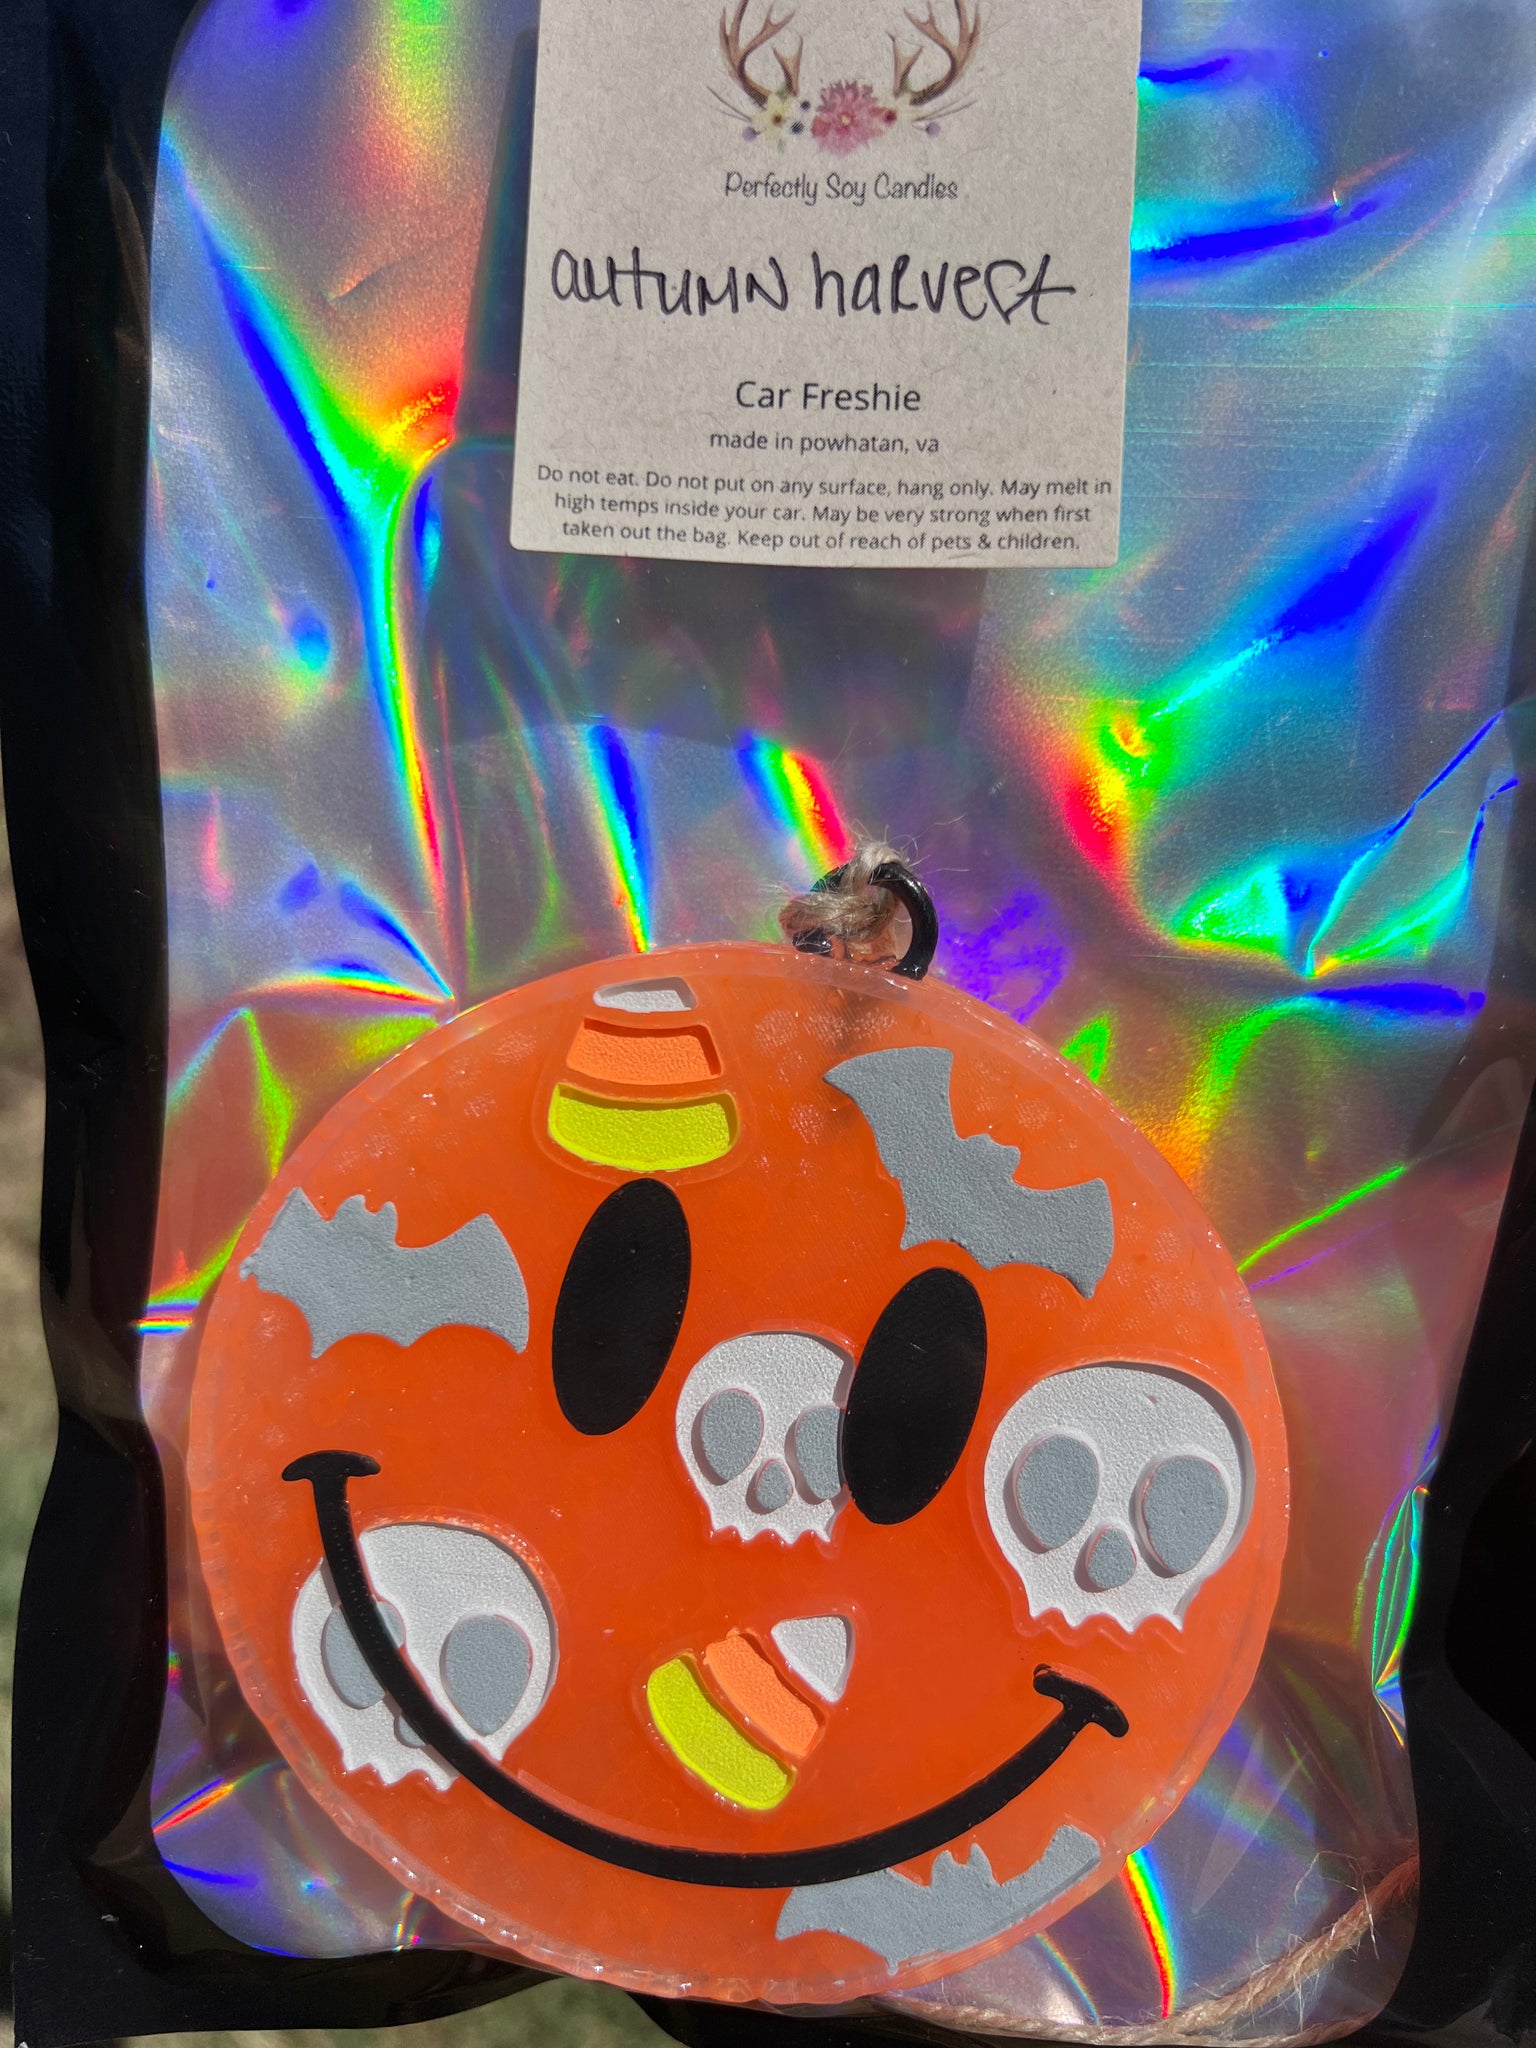 Perfectly Soy Candles
autumn harvest
Car Freshie
made in powhatan, va
Do not eat. Do not put on any surface, hang only. May melt in
high temps inside your car. May be very strong when first
taken out the bag. Keep out of reach of pets & children.